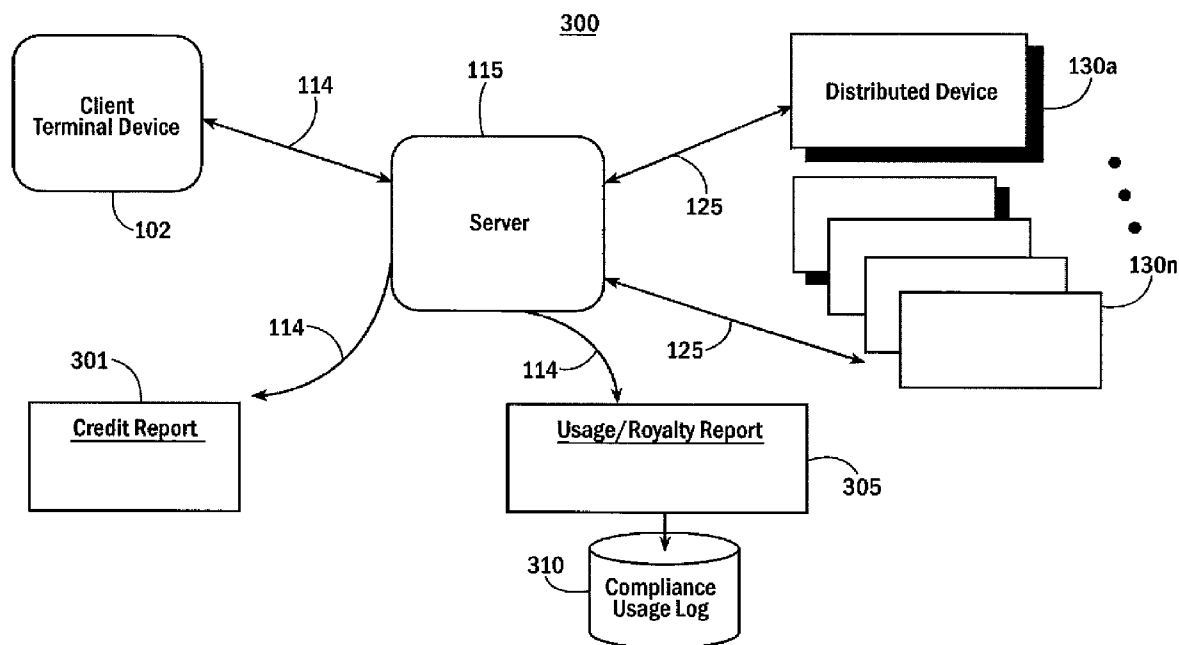 300
Client
Terminal Device
102
114
115
Server
125
Distributed Device
130a
130n
125
114
301
Credit Report
114
Usage/Royalty Report
305
310
Compliance
Usage Log